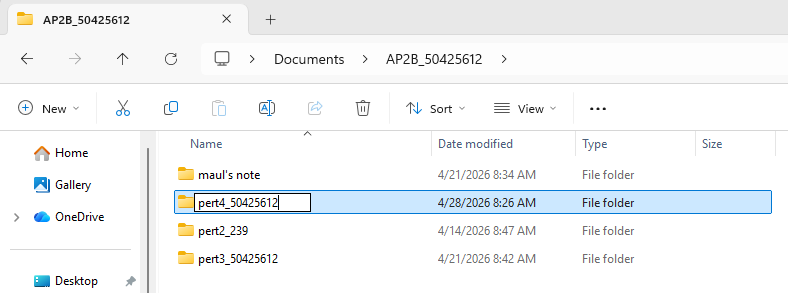 AP2B_50425612
Documents
AP2B_50425612
New
Sort
View
Name
Date modified
Type
Size
Home
Gallery
OneDrive
Desktop
maul's note 4/21/2026 8:34 AM File folder
pert4_50425612 4/28/2026 8:26 AM File folder
pert2_239 4/14/2026 8:47 AM File folder
pert3_50425612 4/21/2026 8:42 AM File folder